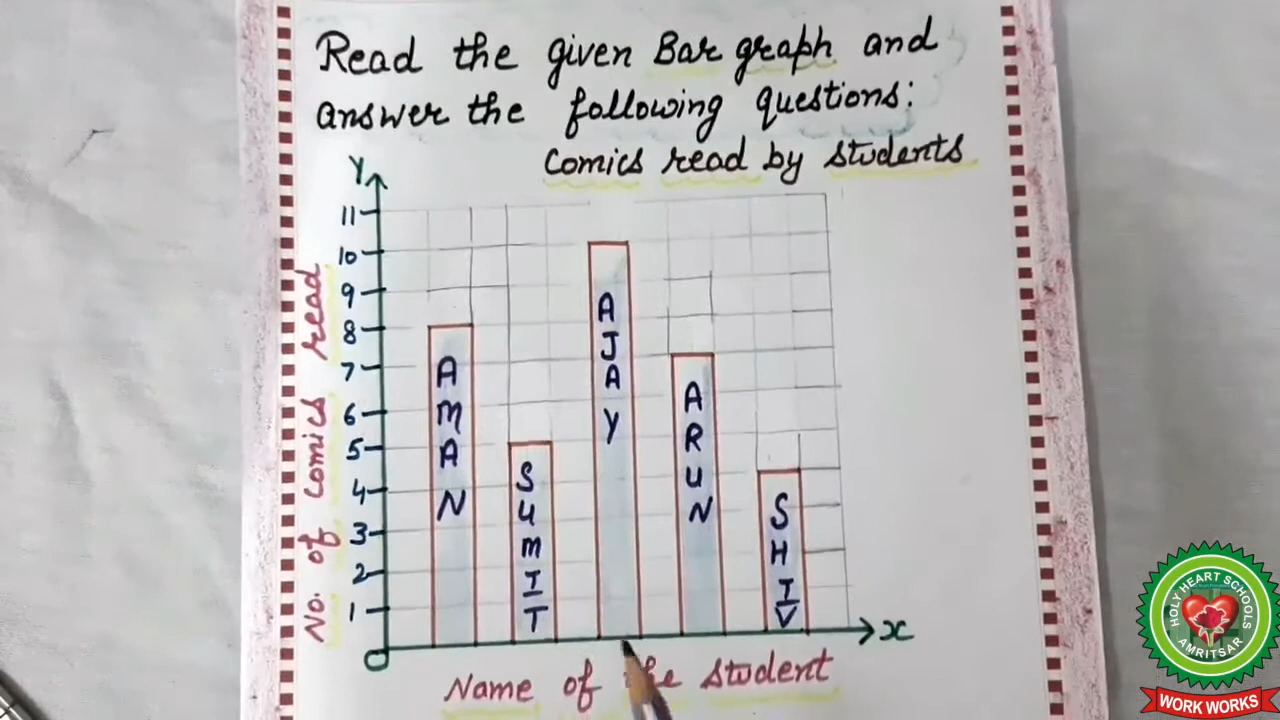 Read the given Bar graph and
answer the following questions:
Comics read by students
Y
11
10
9
8
7
6
5
4
3
2
1
O
No. of comics read
AMAN
SUMIT
AJAY
ARUN
SHIV
x
Name of the student
HOLY HEART SCHOOLS
AMRITSAR
WORK WORKS